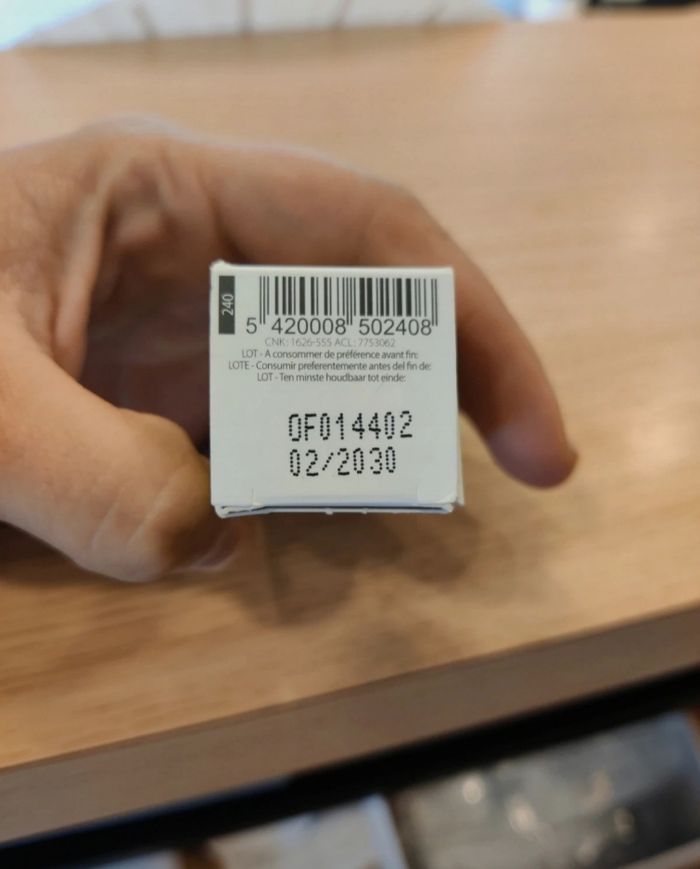 240
5 420008 502408
CNK: 1626-555 ACL: 7753062
LOT - A consommer de préférence avant fin:
LOTE - Consumir preferentemente antes del fin de:
LOT - Ten minste houdbaar tot einde:
OF014402
02/2030